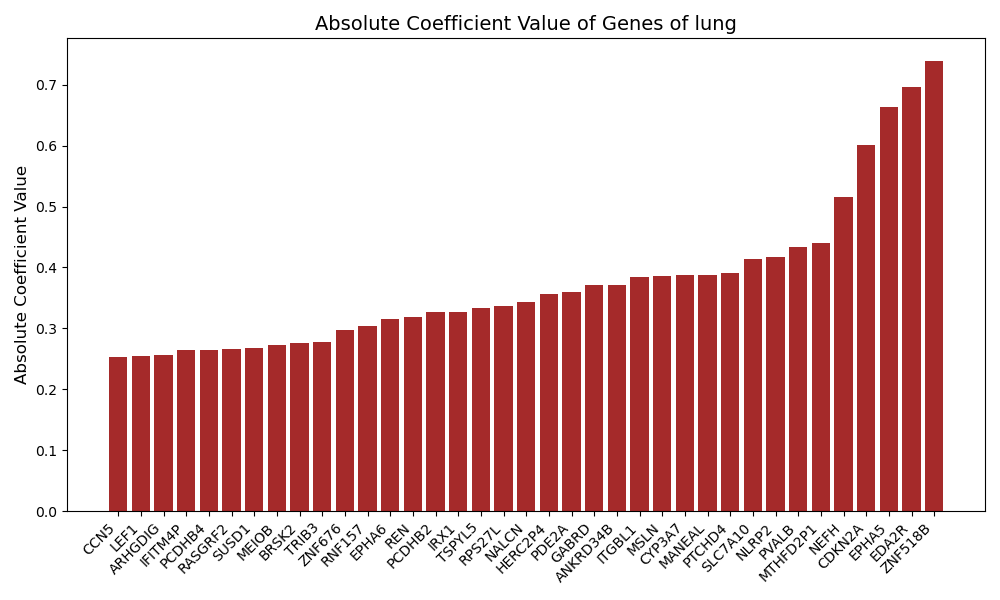 Absolute Coefficient Value of Genes of lung
Absolute Coefficient Value
0.7
0.6
0.5
0.4
0.3
0.2
0.1
0.0
CCN5
LEF1
ARHGDIG
IFITM4P
PCDHB4
RASGRF2
SUSD1
MEIOB
BRSK2
TRIB3
ZNF676
RNF157
EPHA6
REN
PCDHB2
IRX1
TSPYL5
RPS27L
NALCN
HERC2P4
PDE2A
GABRD
ANKRD34B
ITGBL1
MSLN
CYP3A7
MANEAL
PTCHD4
SLC7A10
NLRP2
PVALB
MTHFD2P1
NEFH
CDKN2A
EPHA5
EDA2R
ZNF518B